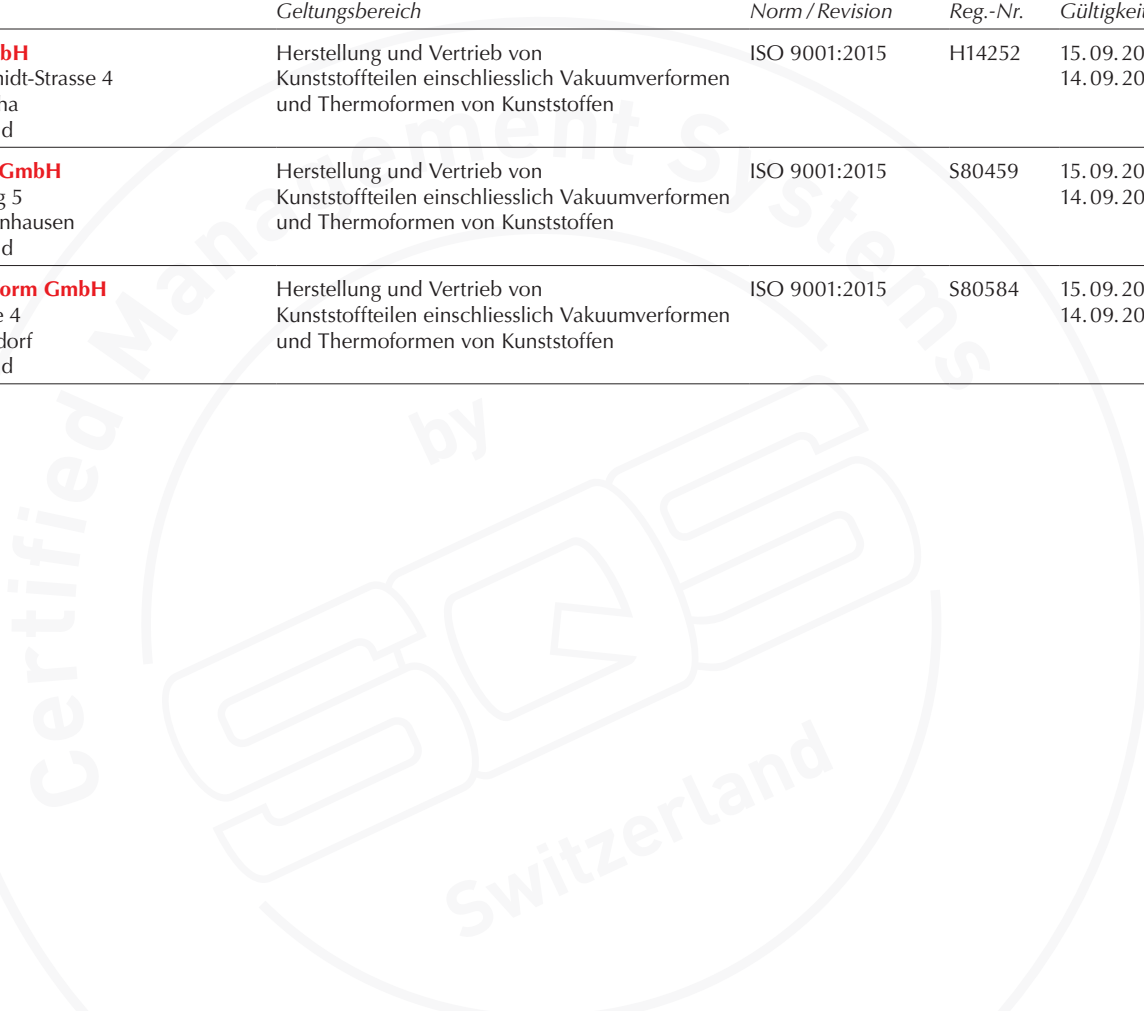 Geltungsbereich Norm / Revision Reg.-Nr. Gültigkeit
bH Herstellung und Vertrieb von ISO 9001:2015 H14252 15.09.20
midt-Strasse 4 Kunststoffteilen einschliesslich Vakuumverformen 14.09.20
ha und Thermoformen von Kunststoffen
d
GmbH Herstellung und Vertrieb von ISO 9001:2015 S80459 15.09.20
g 5 Kunststoffteilen einschliesslich Vakuumverformen 14.09.20
nhausen und Thermoformen von Kunststoffen
d
orm GmbH Herstellung und Vertrieb von ISO 9001:2015 S80584 15.09.20
e 4 Kunststoffteilen einschliesslich Vakuumverformen 14.09.20
dorf und Thermoformen von Kunststoffen
d
Certified Management Systems
by
SQS
Switzerland